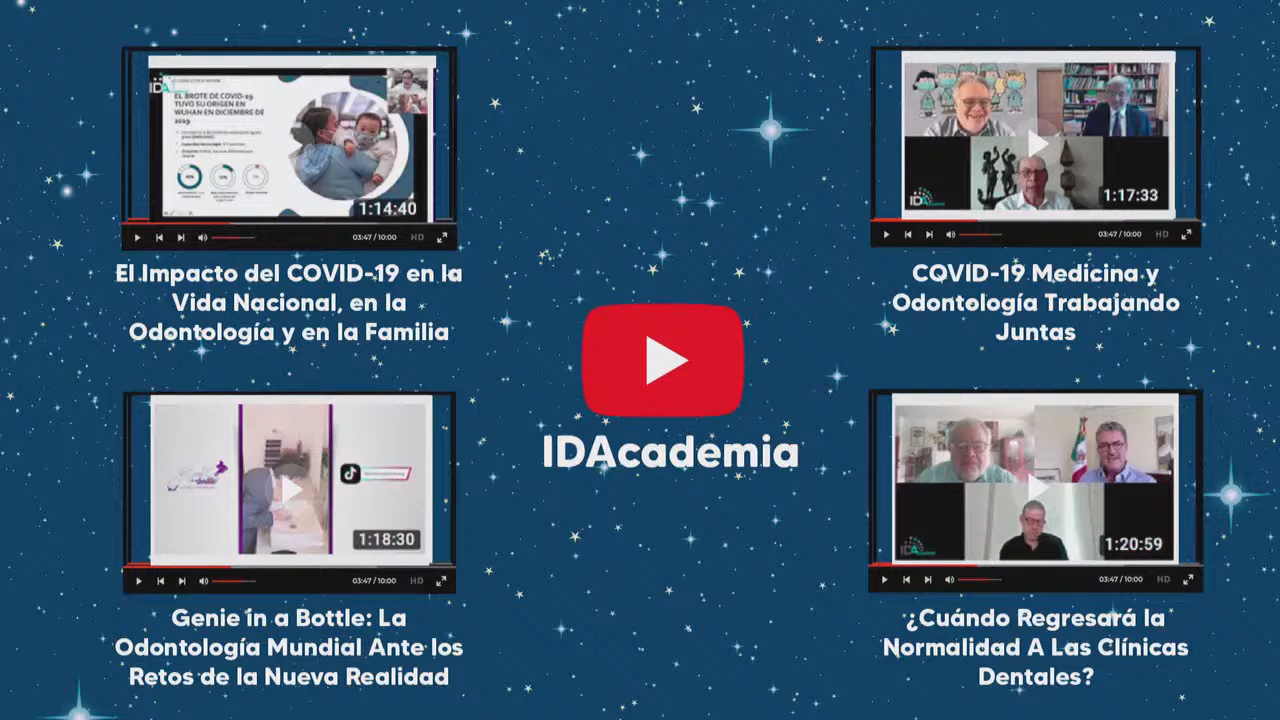 IDA
EL BROTE DE COVID-19
TUVO SU ORIGEN EN
WUHAN EN DICIEMBRE DE
2019
1:14:40
03:47 / 10:00 HD
El Impacto del COVID-19 en la
Vida Nacional, en la
Odontología y en la Familia
IDA
1:17:33
03:47 / 10:00 HD
COVID-19 Medicina y
Odontología Trabajando
Juntas
IDAcademia
1:18:30
03:47 / 10:00 HD
Genie in a Bottle: La
Odontología Mundial Ante los
Retos de la Nueva Realidad
IDA
1:20:59
03:47 / 10:00 HD
¿Cuándo Regresará la
Normalidad A Las Clínicas
Dentales?